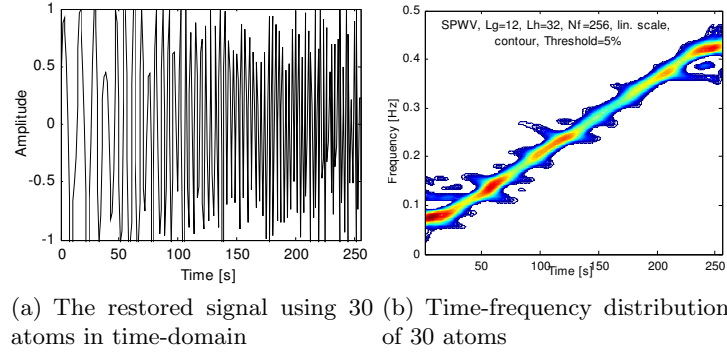 1
0.5
0
-0.5
-1
0
50
100
150
200
250
Amplitude
Time [s]
0.5
0.4
0.3
0.2
0.1
0
50
100
150
200
250
Frequency [Hz]
Time [s]
SPWV, Lg=12, Lh=32, Nf=256, lin. scale,
contour, Threshold=5%
(a) The restored signal using 30
atoms in time-domain
(b) Time-frequency distribution
of 30 atoms